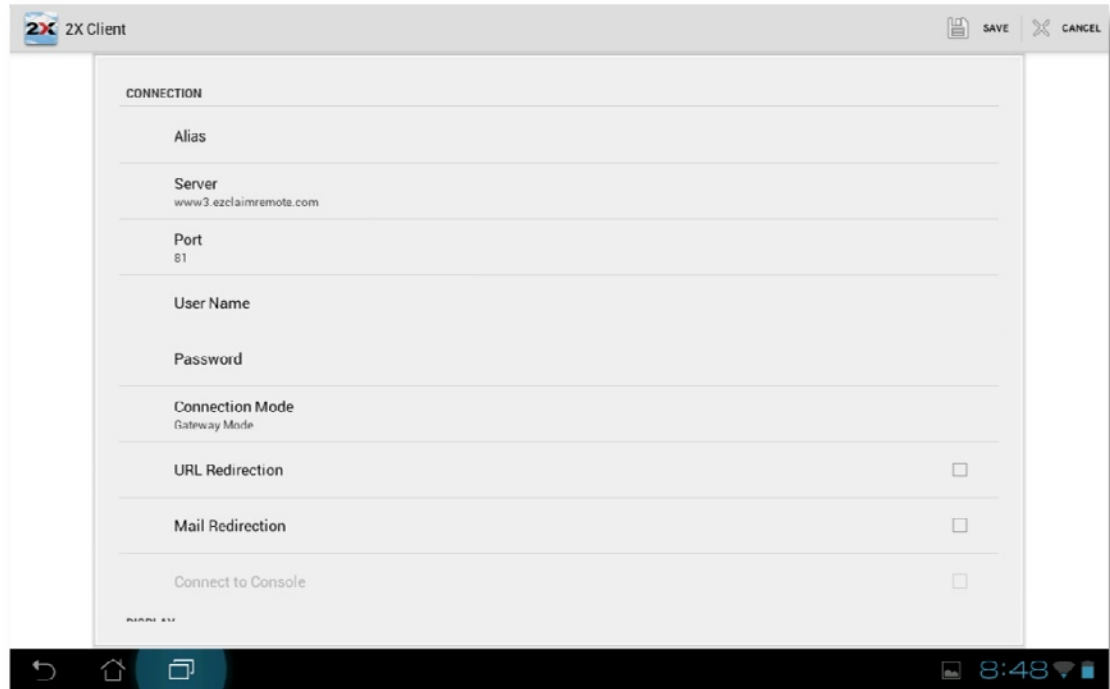 2X 2X Client SAVE CANCEL
CONNECTION
Alias
Server
www3.ezclaimremote.com
Port
81
User Name
Password
Connection Mode
Gateway Mode
URL Redirection
Mail Redirection
Connect to Console
DISPLAY
8:48